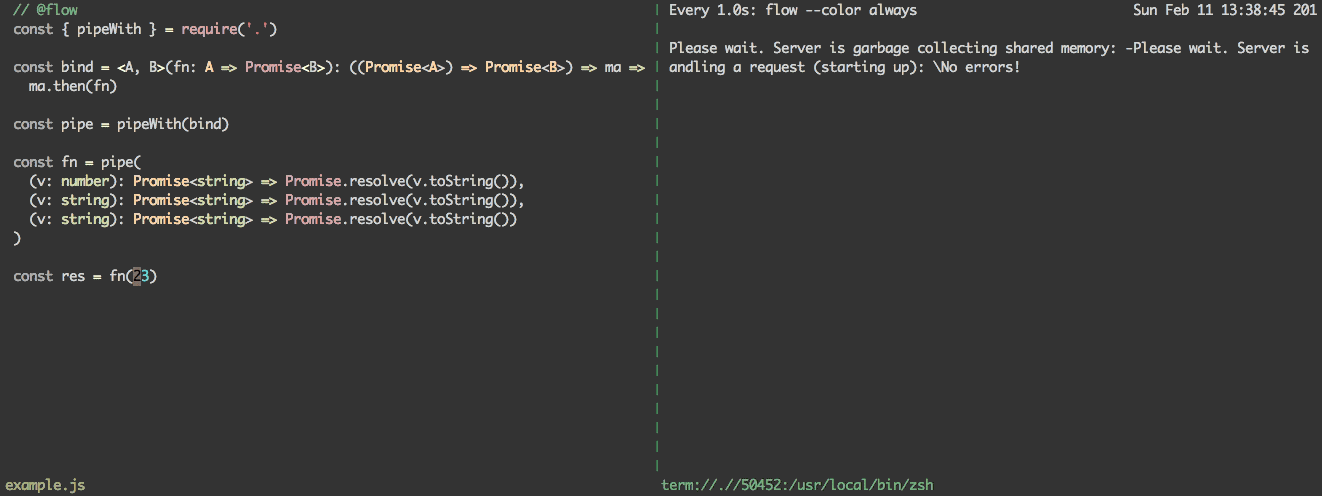 // @flow
const { pipeWith } = require('.')
const bind = <A, B>(fn: A => Promise<B>): ((Promise<A>) => Promise<B>) => ma =>
  ma.then(fn)
const pipe = pipeWith(bind)
const fn = pipe(
  (v: number): Promise<string> => Promise.resolve(v.toString()),
  (v: string): Promise<string> => Promise.resolve(v.toString()),
  (v: string): Promise<string> => Promise.resolve(v.toString())
)
const res = fn(23)
example.js
Every 1.0s: flow --color always Sun Feb 11 13:38:45 201
Please wait. Server is garbage collecting shared memory: -Please wait. Server is
andling a request (starting up): \No errors!
term://.//50452:/usr/local/bin/zsh